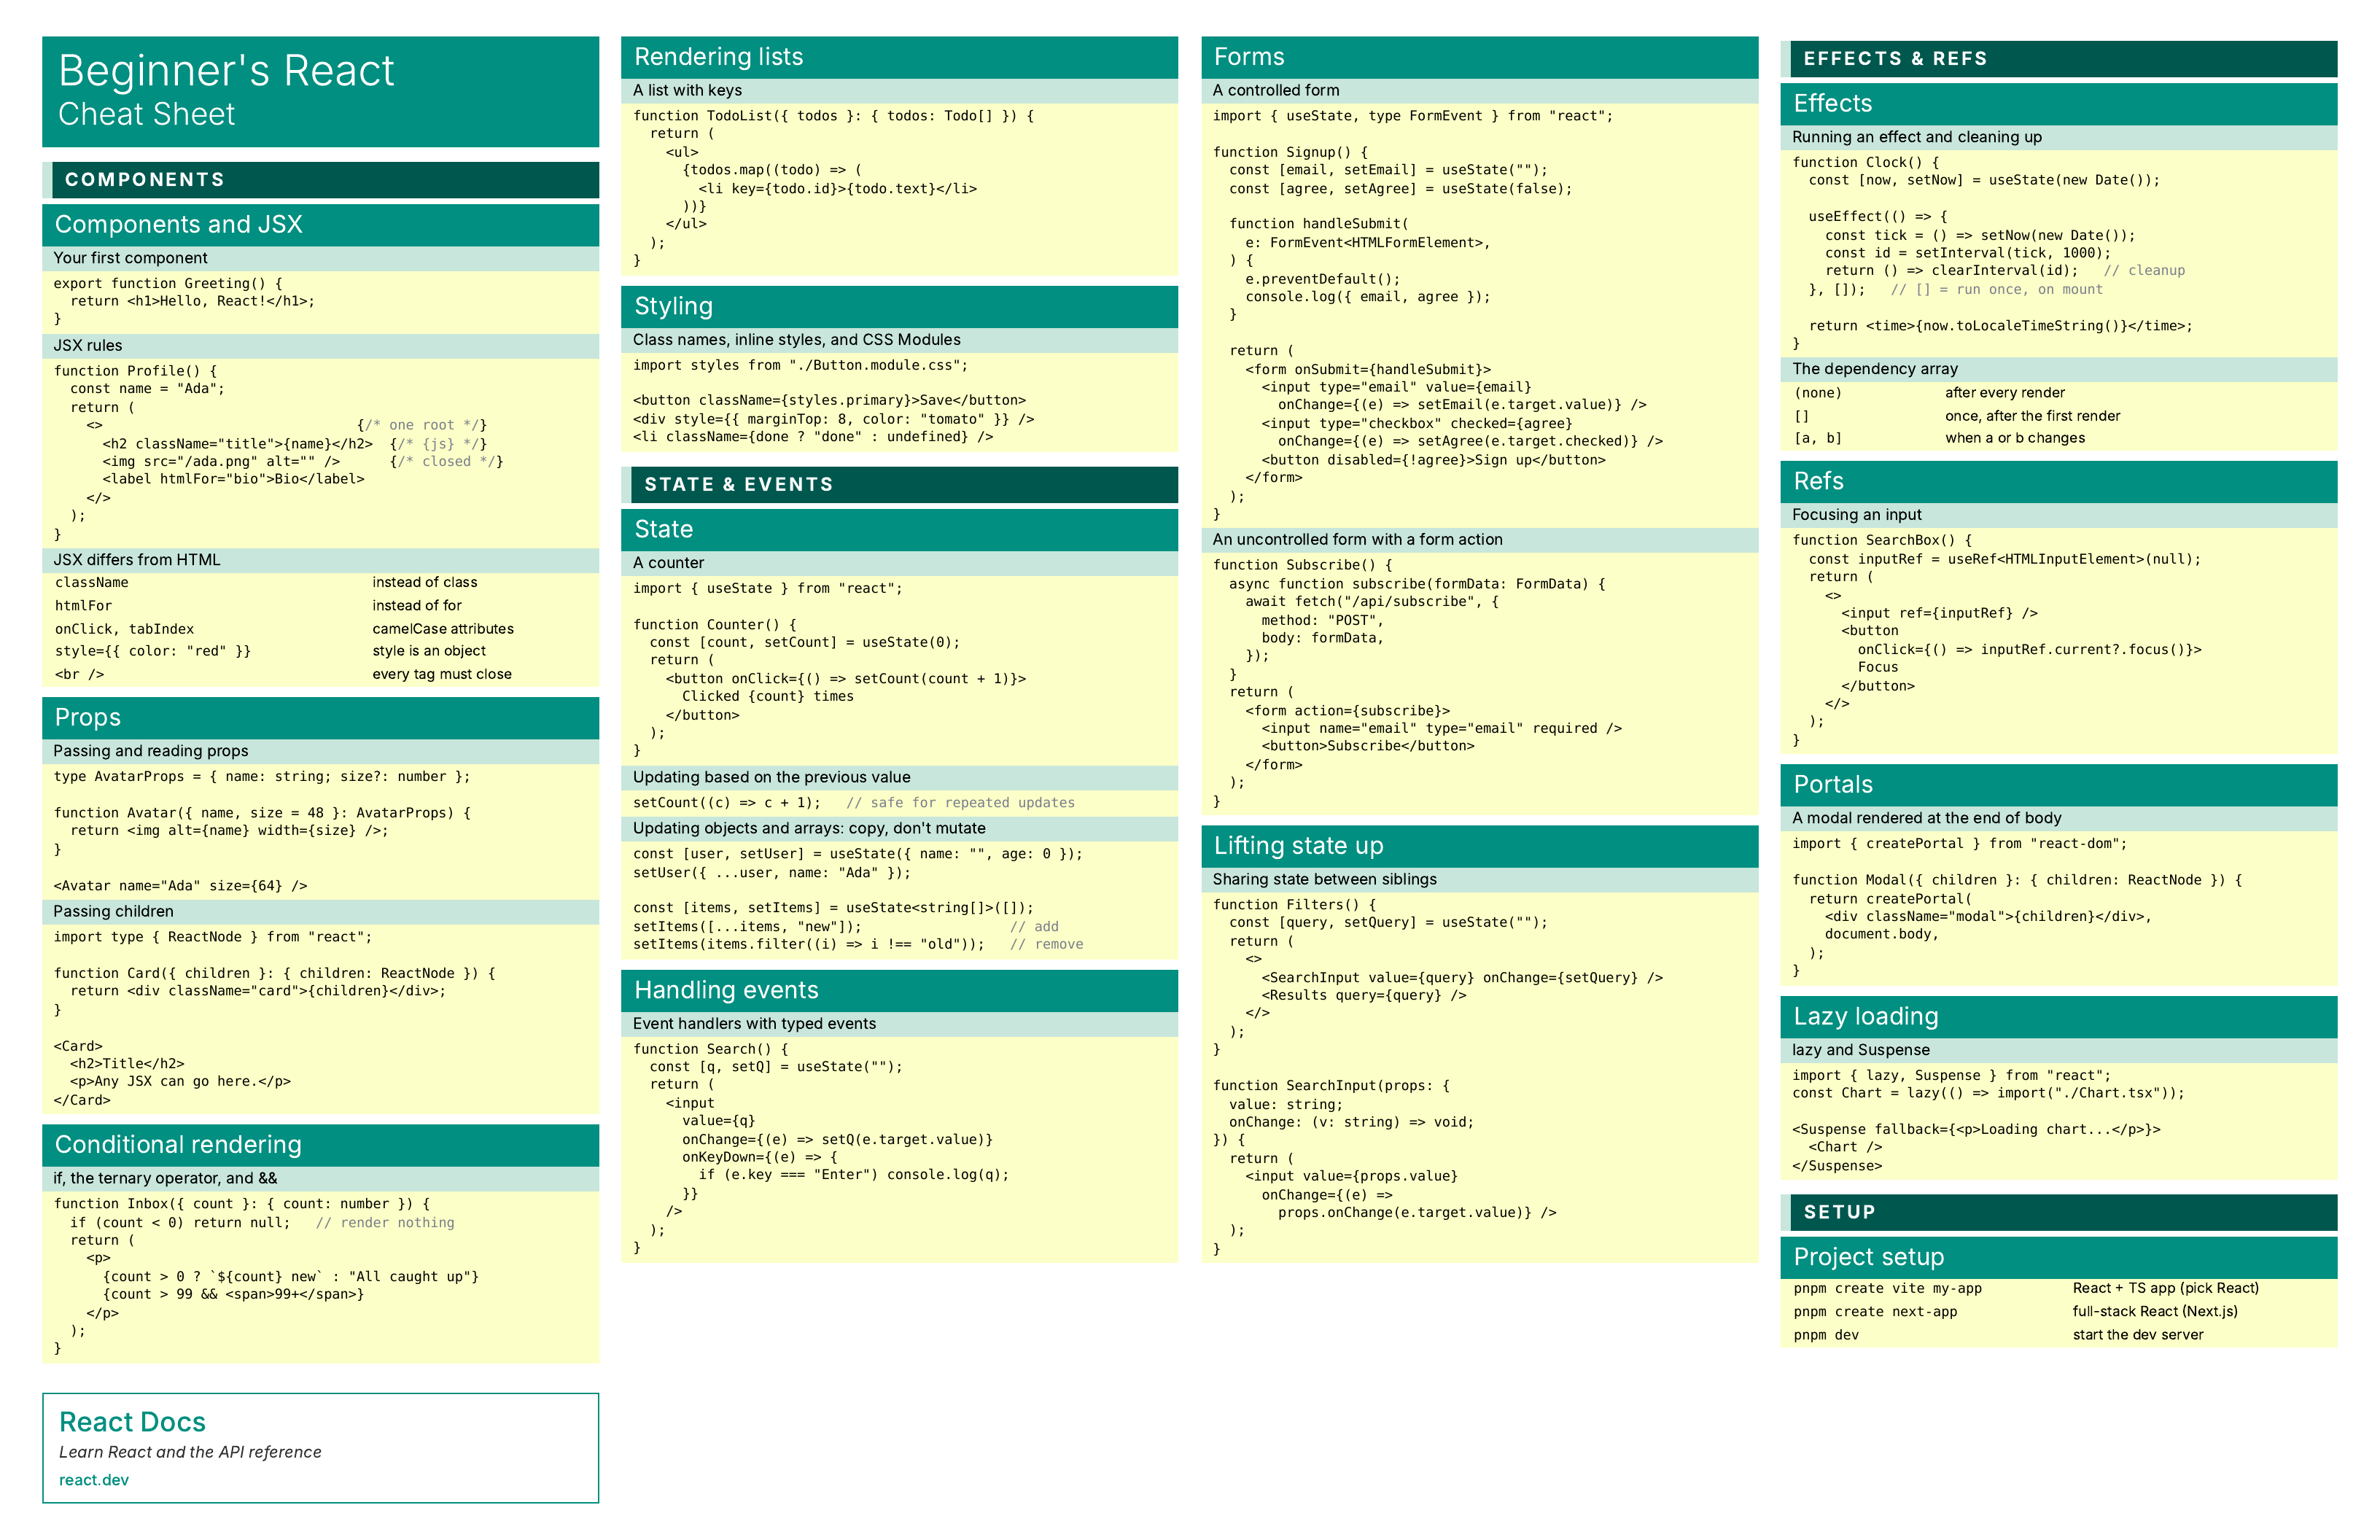 Beginner's React
Cheat Sheet
COMPONENTS
Components and JSX
Your first component
export function Greeting() {
  return <h1>Hello, React!</h1>;
}
JSX rules
function Profile() {
  const name = "Ada";
  return (
    <>                               {/* one root */}
      <h2 className="title">{name}</h2>  {/* {js} */}
      <img src="/ada.png" alt="" />      {/* closed */}
      <label htmlFor="bio">Bio</label>
    </>
  );
}
JSX differs from HTML
className instead of class
htmlFor instead of for
onClick, tabIndex camelCase attributes
style={{ color: "red" }} style is an object
<br /> every tag must close
Props
Passing and reading props
type AvatarProps = { name: string; size?: number };
function Avatar({ name, size = 48 }: AvatarProps) {
  return <img alt={name} width={size} />;
}
<Avatar name="Ada" size={64} />
Passing children
import type { ReactNode } from "react";
function Card({ children }: { children: ReactNode }) {
  return <div className="card">{children}</div>;
}
<Card>
  <h2>Title</h2>
  <p>Any JSX can go here.</p>
</Card>
Conditional rendering
if, the ternary operator, and &&
function Inbox({ count }: { count: number }) {
  if (count < 0) return null;   // render nothing
  return (
    <p>
      {count > 0 ? `${count} new` : "All caught up"}
      {count > 99 && <span>99+</span>}
    </p>
  );
}
React Docs
Learn React and the API reference
react.dev
Rendering lists
A list with keys
function TodoList({ todos }: { todos: Todo[] }) {
  return (
    <ul>
      {todos.map((todo) => (
        <li key={todo.id}>{todo.text}</li>
      ))}
    </ul>
  );
}
Styling
Class names, inline styles, and CSS Modules
import styles from "./Button.module.css";
<button className={styles.primary}>Save</button>
<div style={{ marginTop: 8, color: "tomato" }} />
<li className={done ? "done" : undefined} />
STATE & EVENTS
State
A counter
import { useState } from "react";
function Counter() {
  const [count, setCount] = useState(0);
  return (
    <button onClick={() => setCount(count + 1)}>
      Clicked {count} times
    </button>
  );
}
Updating based on the previous value
setCount((c) => c + 1);   // safe for repeated updates
Updating objects and arrays: copy, don't mutate
const [user, setUser] = useState({ name: "", age: 0 });
setUser({ ...user, name: "Ada" });
const [items, setItems] = useState<string[]>([]);
setItems([...items, "new"]);                  // add
setItems(items.filter((i) => i !== "old"));   // remove
Handling events
Event handlers with typed events
function Search() {
  const [q, setQ] = useState("");
  return (
    <input
      value={q}
      onChange={(e) => setQ(e.target.value)}
      onKeyDown={(e) => {
        if (e.key === "Enter") console.log(q);
      }}
    />
  );
}
Forms
A controlled form
import { useState, type FormEvent } from "react";
function Signup() {
  const [email, setEmail] = useState("");
  const [agree, setAgree] = useState(false);
  function handleSubmit(
    e: FormEvent<HTMLFormElement>,
  ) {
    e.preventDefault();
    console.log({ email, agree });
  }
  return (
    <form onSubmit={handleSubmit}>
      <input type="email" value={email}
        onChange={(e) => setEmail(e.target.value)} />
      <input type="checkbox" checked={agree}
        onChange={(e) => setAgree(e.target.checked)} />
      <button disabled={!agree}>Sign up</button>
    </form>
  );
}
An uncontrolled form with a form action
function Subscribe() {
  async function subscribe(formData: FormData) {
    await fetch("/api/subscribe", {
      method: "POST",
      body: formData,
    });
  }
  return (
    <form action={subscribe}>
      <input name="email" type="email" required />
      <button>Subscribe</button>
    </form>
  );
}
Lifting state up
Sharing state between siblings
function Filters() {
  const [query, setQuery] = useState("");
  return (
    <>
      <SearchInput value={query} onChange={setQuery} />
      <Results query={query} />
    </>
  );
}
function SearchInput(props: {
  value: string;
  onChange: (v: string) => void;
}) {
  return (
    <input value={props.value}
      onChange={(e) =>
        props.onChange(e.target.value)} />
  );
}
EFFECTS & REFS
Effects
Running an effect and cleaning up
function Clock() {
  const [now, setNow] = useState(new Date());
  useEffect(() => {
    const tick = () => setNow(new Date());
    const id = setInterval(tick, 1000);
    return () => clearInterval(id);   // cleanup
  }, []);   // [] = run once, on mount
  return <time>{now.toLocaleTimeString()}</time>;
}
The dependency array
(none) after every render
[] once, after the first render
[a, b] when a or b changes
Refs
Focusing an input
function SearchBox() {
  const inputRef = useRef<HTMLInputElement>(null);
  return (
    <>
      <input ref={inputRef} />
      <button
        onClick={() => inputRef.current?.focus()}>
        Focus
      </button>
    </>
  );
}
Portals
A modal rendered at the end of body
import { createPortal } from "react-dom";
function Modal({ children }: { children: ReactNode }) {
  return createPortal(
    <div className="modal">{children}</div>,
    document.body,
  );
}
Lazy loading
lazy and Suspense
import { lazy, Suspense } from "react";
const Chart = lazy(() => import("./Chart.tsx"));
<Suspense fallback={<p>Loading chart...</p>}>
  <Chart />
</Suspense>
SETUP
Project setup
pnpm create vite my-app React + TS app (pick React)
pnpm create next-app full-stack React (Next.js)
pnpm dev start the dev server